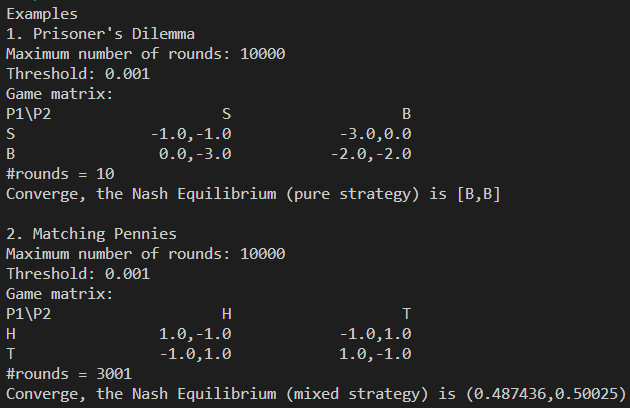 Examples
1. Prisoner's Dilemma
Maximum number of rounds: 10000
Threshold: 0.001
Game matrix:
P1\P2 S B
S -1.0,-1.0 -3.0,0.0
B 0.0,-3.0 -2.0,-2.0
#rounds = 10
Converge, the Nash Equilibrium (pure strategy) is [B,B]

2. Matching Pennies
Maximum number of rounds: 10000
Threshold: 0.001
Game matrix:
P1\P2 H T
H 1.0,-1.0 -1.0,1.0
T -1.0,1.0 1.0,-1.0
#rounds = 3001
Converge, the Nash Equilibrium (mixed strategy) is (0.487436,0.50025)